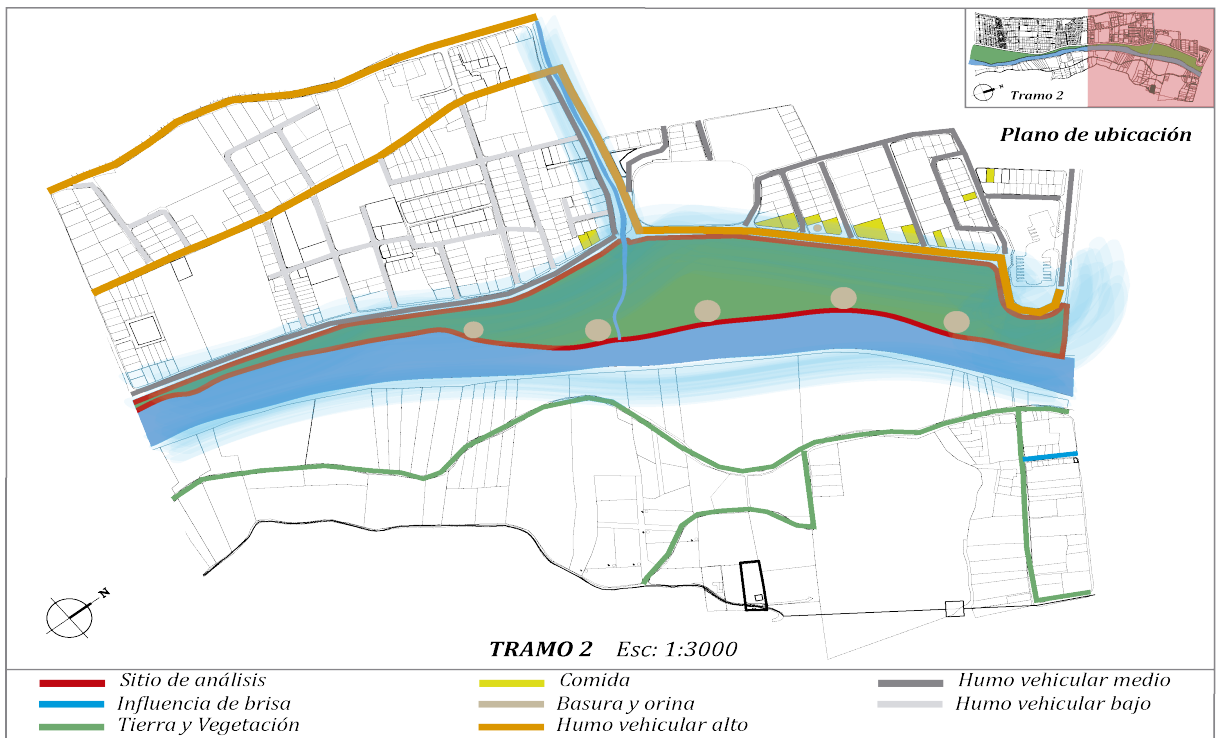 N
Tramo 2
Plano de ubicación
N
TRAMO 2 Esc: 1:3000
Sitio de análisis
Influencia de brisa
Tierra y Vegetación
Comida
Basura y orina
Humo vehicular alto
Humo vehicular medio
Humo vehicular bajo